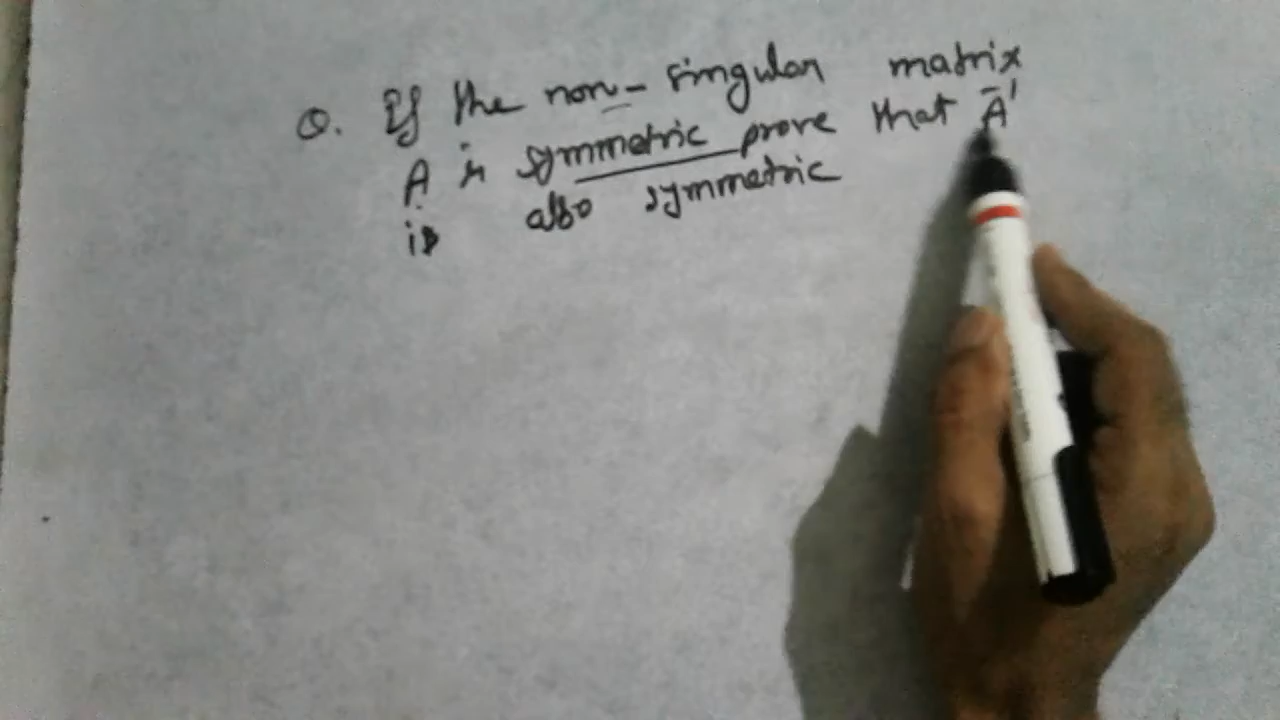 Q. If the non-singular matrix
A is symmetric prove that A⁻¹
is also symmetric